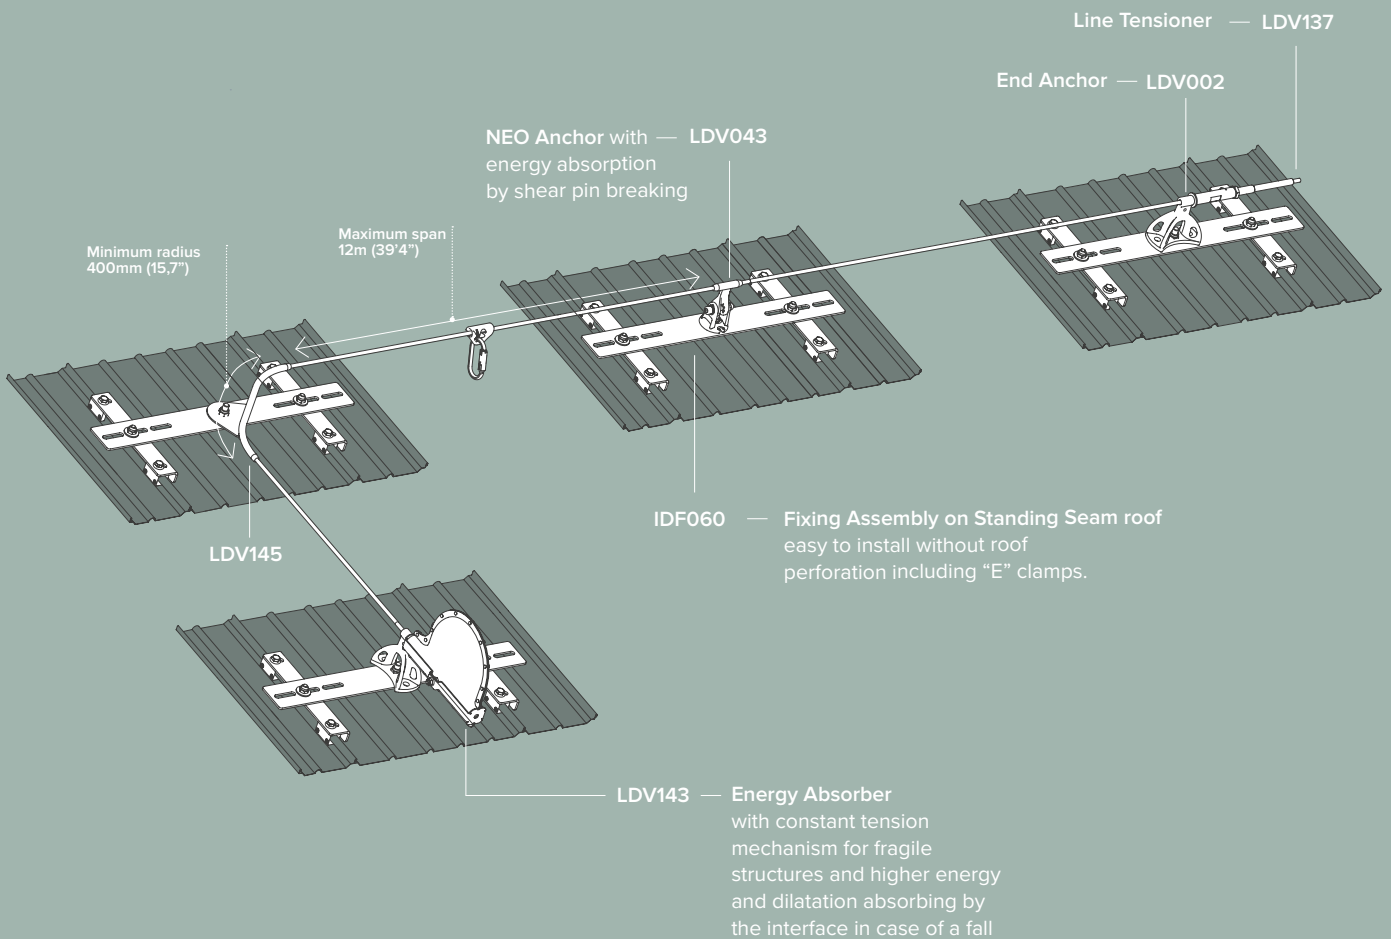 Line Tensioner — LDV137
End Anchor — LDV002
NEO Anchor with — LDV043
energy absorption
by shear pin breaking
Maximum span
12m (39'4”)
Minimum radius
400mm (15,7”)
LDV145
IDF060 — Fixing Assembly on Standing Seam roof
easy to install without roof
perforation including “E” clamps.
LDV143 — Energy Absorber
with constant tension
mechanism for fragile
structures and higher energy
and dilatation absorbing by
the interface in case of a fall